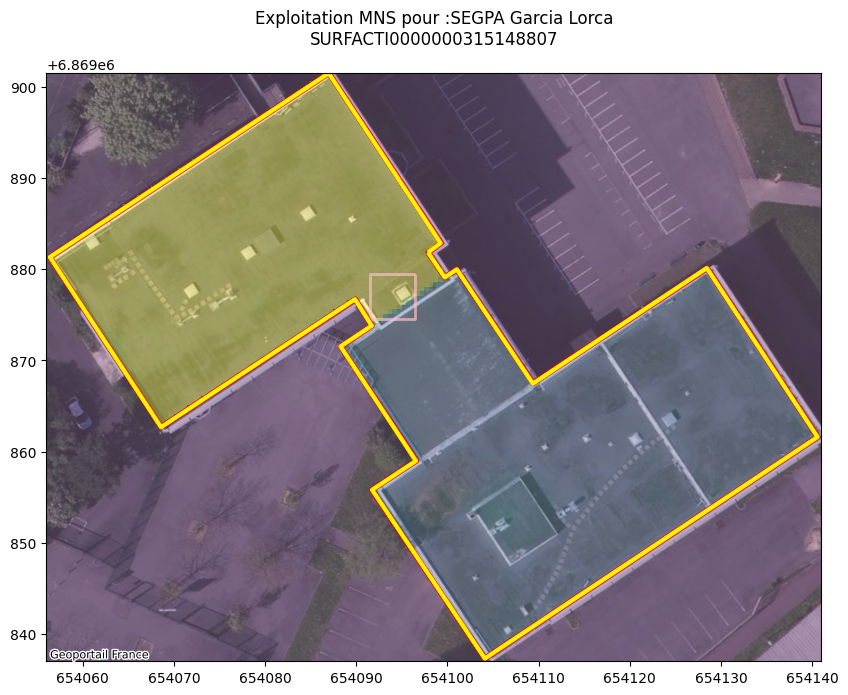 Exploitation MNS pour :SEGPA Garcia Lorca
SURFACTI0000000315148807
+6.869e6
900
890
880
870
860
850
840
Geoportail France
654060 654070 654080 654090 654100 654110 654120 654130 654140